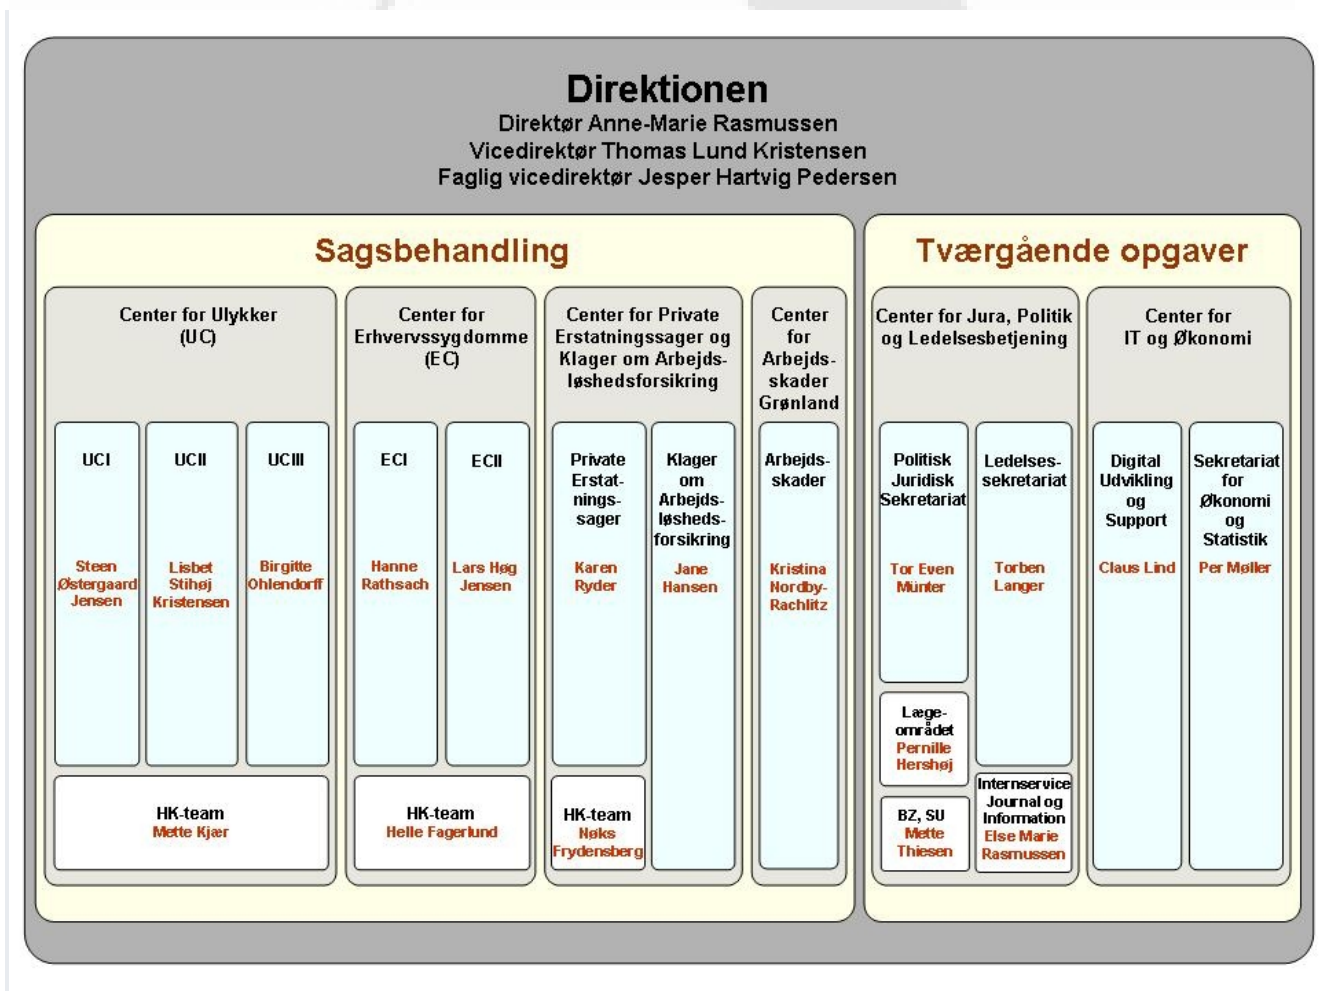 Direktionen
Direktør Anne-Marie Rasmussen
Vicedirektør Thomas Lund Kristensen
Faglig vicedirektør Jesper Hartvig Pedersen
Sagsbehandling
Center for Ulykker
(UC)
UCI
Steen
Østergaard
Jensen
UCII
Lisbet
Stihøj
Kristensen
UCIII
Birgitte
Ohlendorff
HK-team
Mette Kjær
Center for
Erhvervssygdomme
(EC)
ECI
Hanne
Rathsach
ECII
Lars Høg
Jensen
HK-team
Helle Fagerlund
Center for Private
Erstatningssager og
Klager om Arbejds-
løshedsforsikring
Private
Erstat-
nings-
sager
Karen
Ryder
HK-team
Nøks
Frydensberg
Klager
om
Arbejds-
løsheds-
forsikring
Jane
Hansen
Center
for
Arbejds-
skader
Grønland
Arbejds-
skader
Kristina
Nordby-
Rachlitz
Tværgående opgaver
Center for Jura, Politik
og Ledelsesbetjening
Politisk
Juridisk
Sekretariat
Tor Even
Münter
Læge-
området
Pernille
Hershøj
BZ, SU
Mette
Thiesen
Ledelses-
sekretariat
Torben
Langer
Internservice
Journal og
Information
Else Marie
Rasmussen
Center for
IT og Økonomi
Digital
Udvikling
og
Support
Claus Lind
Sekretariat
for
Økonomi
og
Statistik
Per Møller